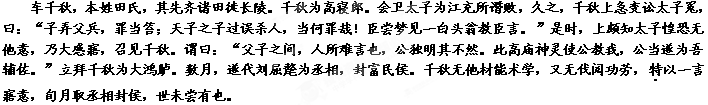 车千秋，本姓田氏，其先齐诸田徙长陵。千秋为高寝郎。会卫太子为江充所谮败，久之，千秋上急变讼太子冤，
曰：“子弄父兵，罪当笞；天子之子过误杀人，当何罪哉！臣尝梦见一白头翁教臣言。”是时，上颇知太子惶恐无
他意，乃大感寤，召见千秋。谓曰：“父子之间，人所难言也，公独明其不然。此高庙神灵使公教我，公当遂为吾
辅佐。”立拜千秋为大鸿胪。数月，遂代刘屈氂为丞相，封富民侯。千秋无他材能术学，又无伐阅功劳，特以一言
寤意，旬月取丞相封侯，世未尝有也。